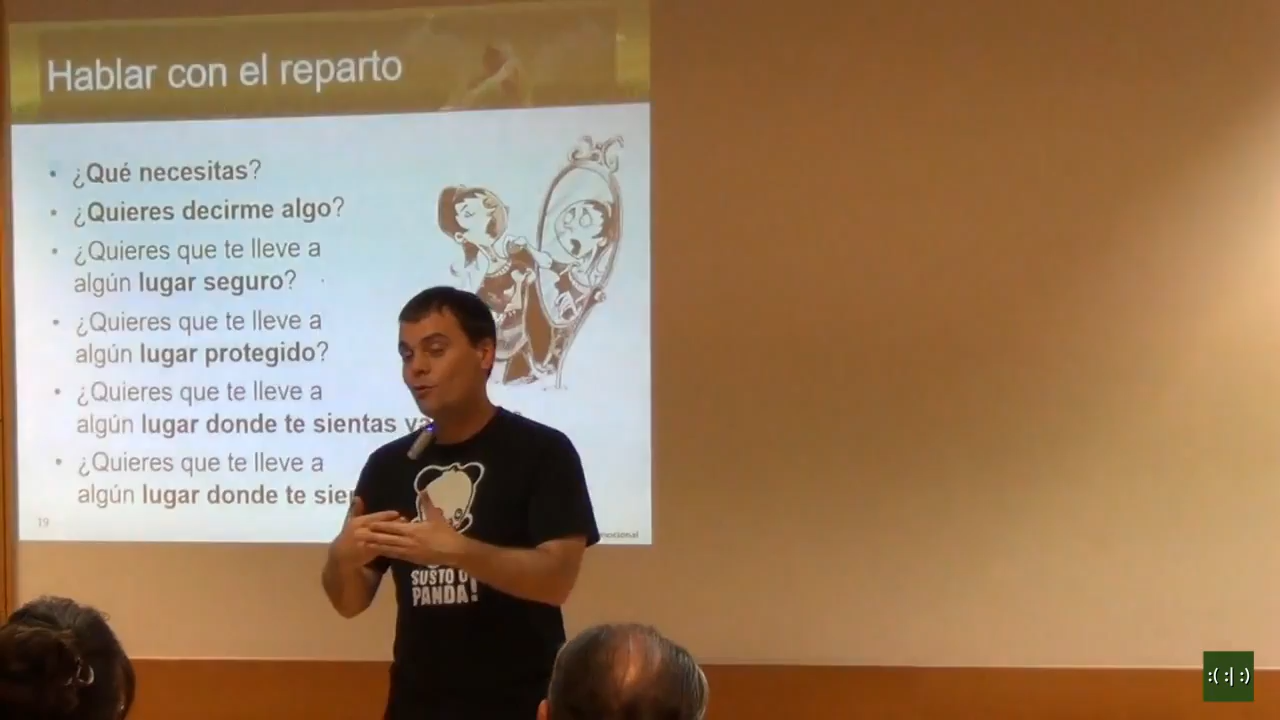 Hablar con el reparto
• ¿Qué necesitas?
• ¿Quieres decirme algo?
• ¿Quieres que te lleve a
algún lugar seguro?
• ¿Quieres que te lleve a
algún lugar protegido?
• ¿Quieres que te lleve a
algún lugar donde te sientas
• ¿Quieres que te lleve a
algún lugar donde te
19
SUSTO O
PANDA!
:( :| :)